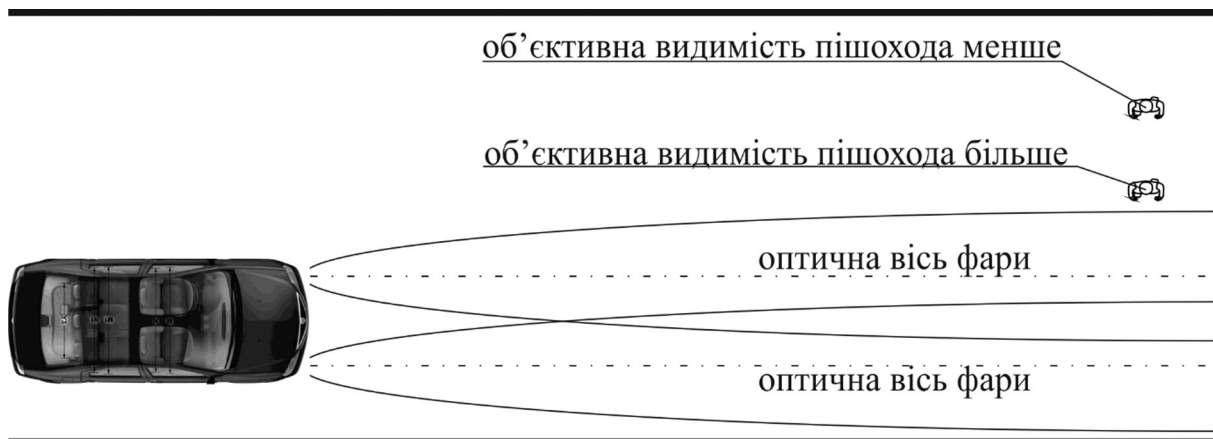 об’єктивна видимість пішохода менше
об’єктивна видимість пішохода більше
оптична вісь фари
оптична вісь фари